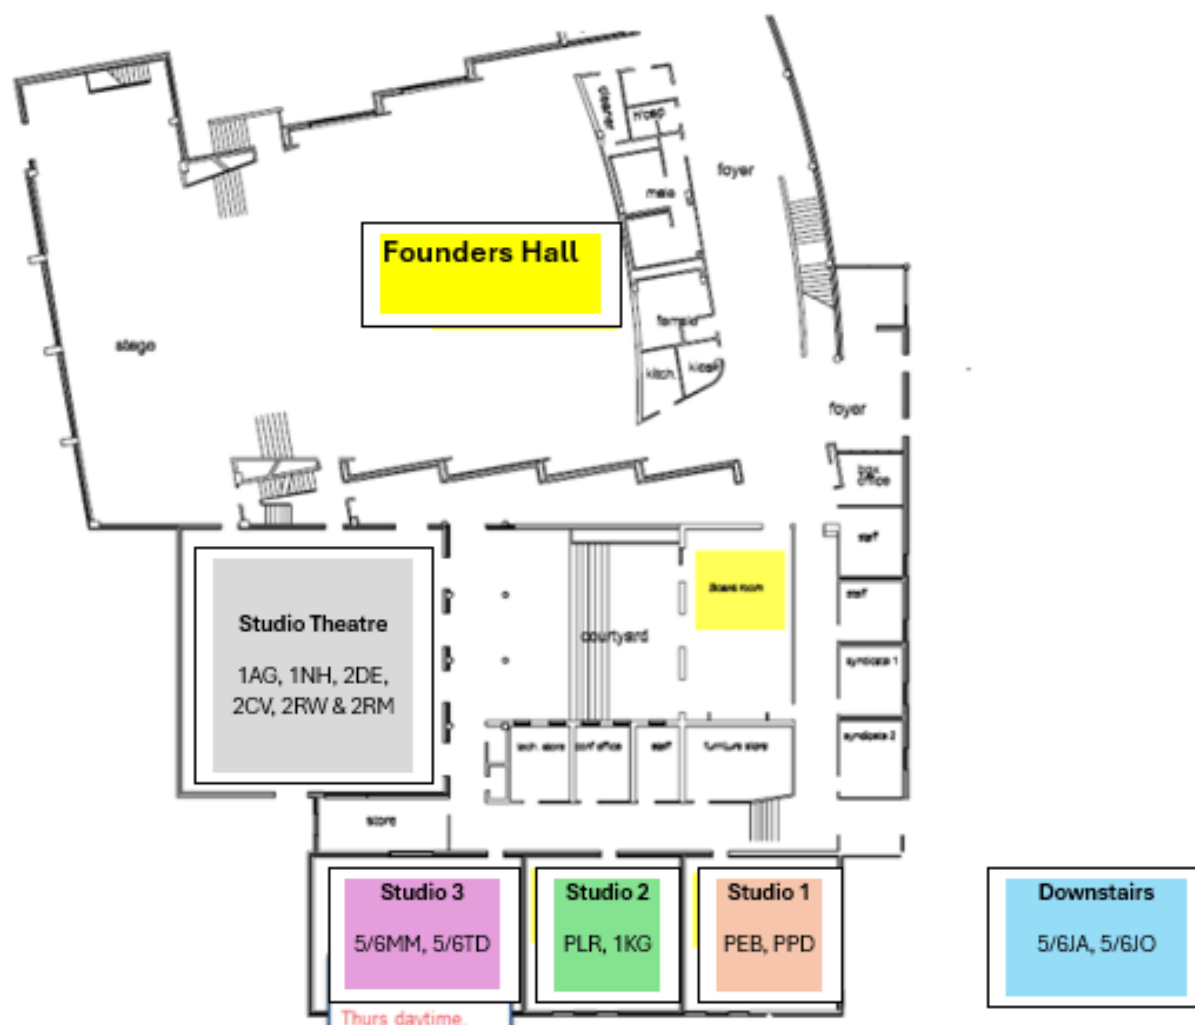 cleaner
h'cap
foyer
male
Founders Hall
female
stage
kitch.
kiosk
foyer
box
office
staff
Board room
Studio Theatre
staff
1AG, 1NH, 2DE,
2CV, 2RW & 2RM
courtyard
syndicate 1
tech. store
conf office
staff
furniture store
syndicate 2
store
Studio 3
Studio 2
Studio 1
Downstairs
5/6MM, 5/6TD
PLR, 1KG
PEB, PPD
5/6JA, 5/6JO
Thurs daytime,